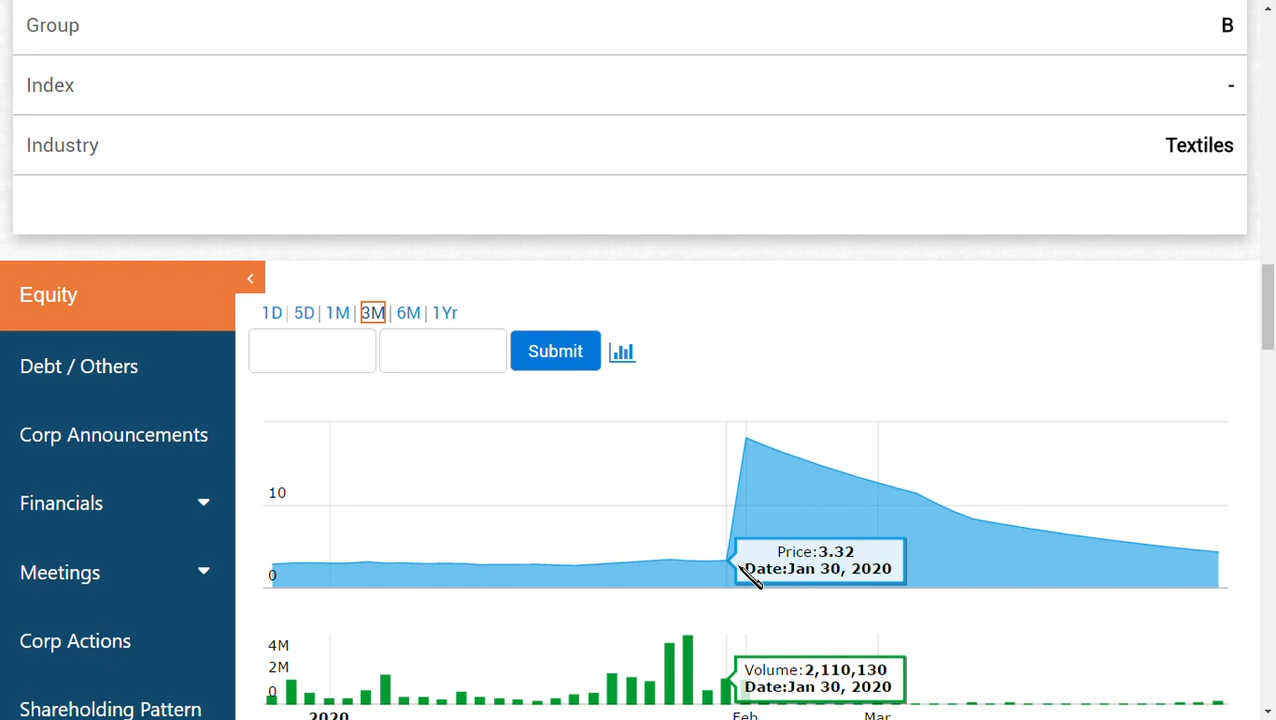 Group B
Index -
Industry Textiles
Equity
Debt / Others
Corp Announcements
Financials
Meetings
Corp Actions
Shareholding Pattern
1D | 5D | 1M | 3M | 6M | 1Yr
Submit
10
0
Price:3.32
Date:Jan 30, 2020
4M
2M
0
Volume:2,110,130
Date:Jan 30, 2020
2020 Feb Mar